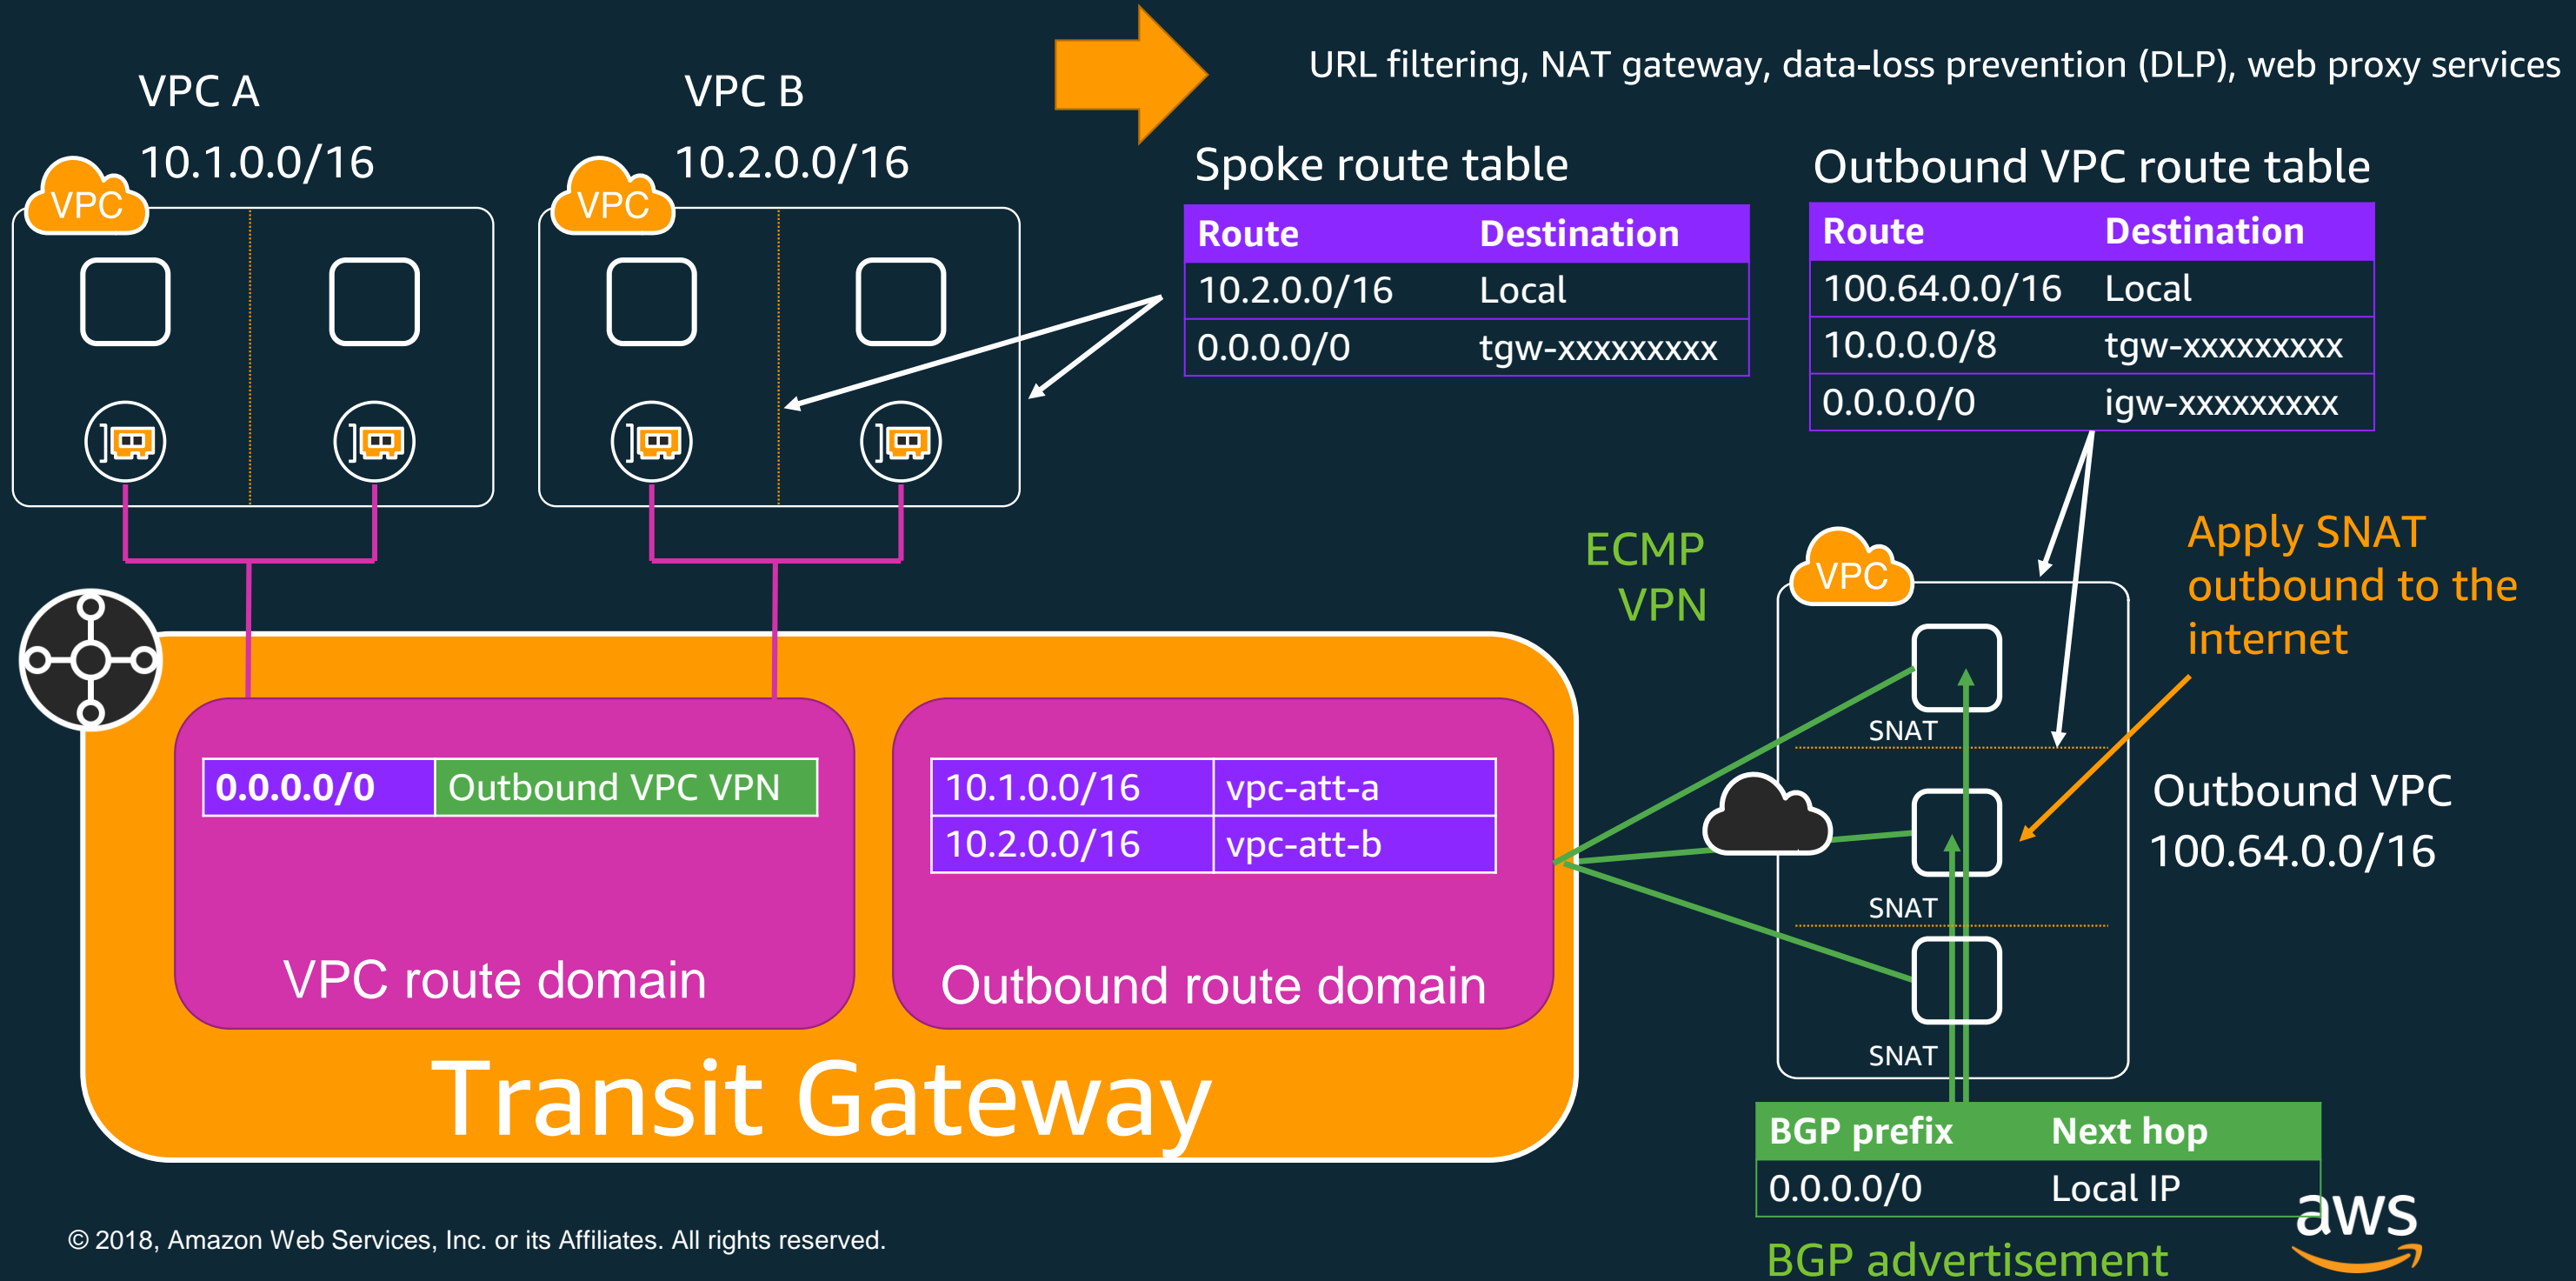 URL filtering, NAT gateway, data-loss prevention (DLP), web proxy services
VPC A
10.1.0.0/16
VPC
VPC B
10.2.0.0/16
VPC
Spoke route table
Route Destination
10.2.0.0/16 Local
0.0.0.0/0 tgw-xxxxxxxxx
Outbound VPC route table
Route Destination
100.64.0.0/16 Local
10.0.0.0/8 tgw-xxxxxxxxx
0.0.0.0/0 igw-xxxxxxxxx
ECMP
VPN
VPC
Apply SNAT
outbound to the
internet
SNAT
SNAT
SNAT
Outbound VPC
100.64.0.0/16
0.0.0.0/0 Outbound VPC VPN
VPC route domain
10.1.0.0/16 vpc-att-a
10.2.0.0/16 vpc-att-b
Outbound route domain
Transit Gateway
BGP prefix Next hop
0.0.0.0/0 Local IP
BGP advertisement
© 2018, Amazon Web Services, Inc. or its Affiliates. All rights reserved.
aws